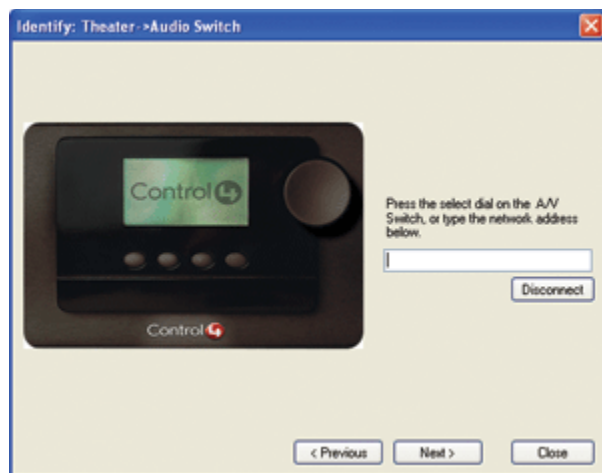 Identify: Theater->Audio Switch
Control4
Control4
Press the select dial on the A/V
Switch, or type the network address
below.
Disconnect
< Previous
Next >
Close